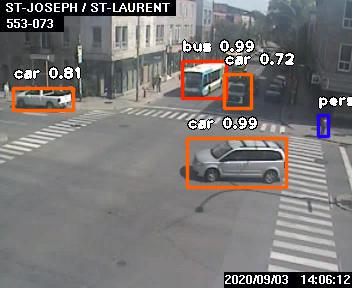 ST-JOSEPH / ST-LAURENT
553-073
bus 0.99
car 0.72
car 0.81
pers
car 0.99
2020/09/03 14:06:12